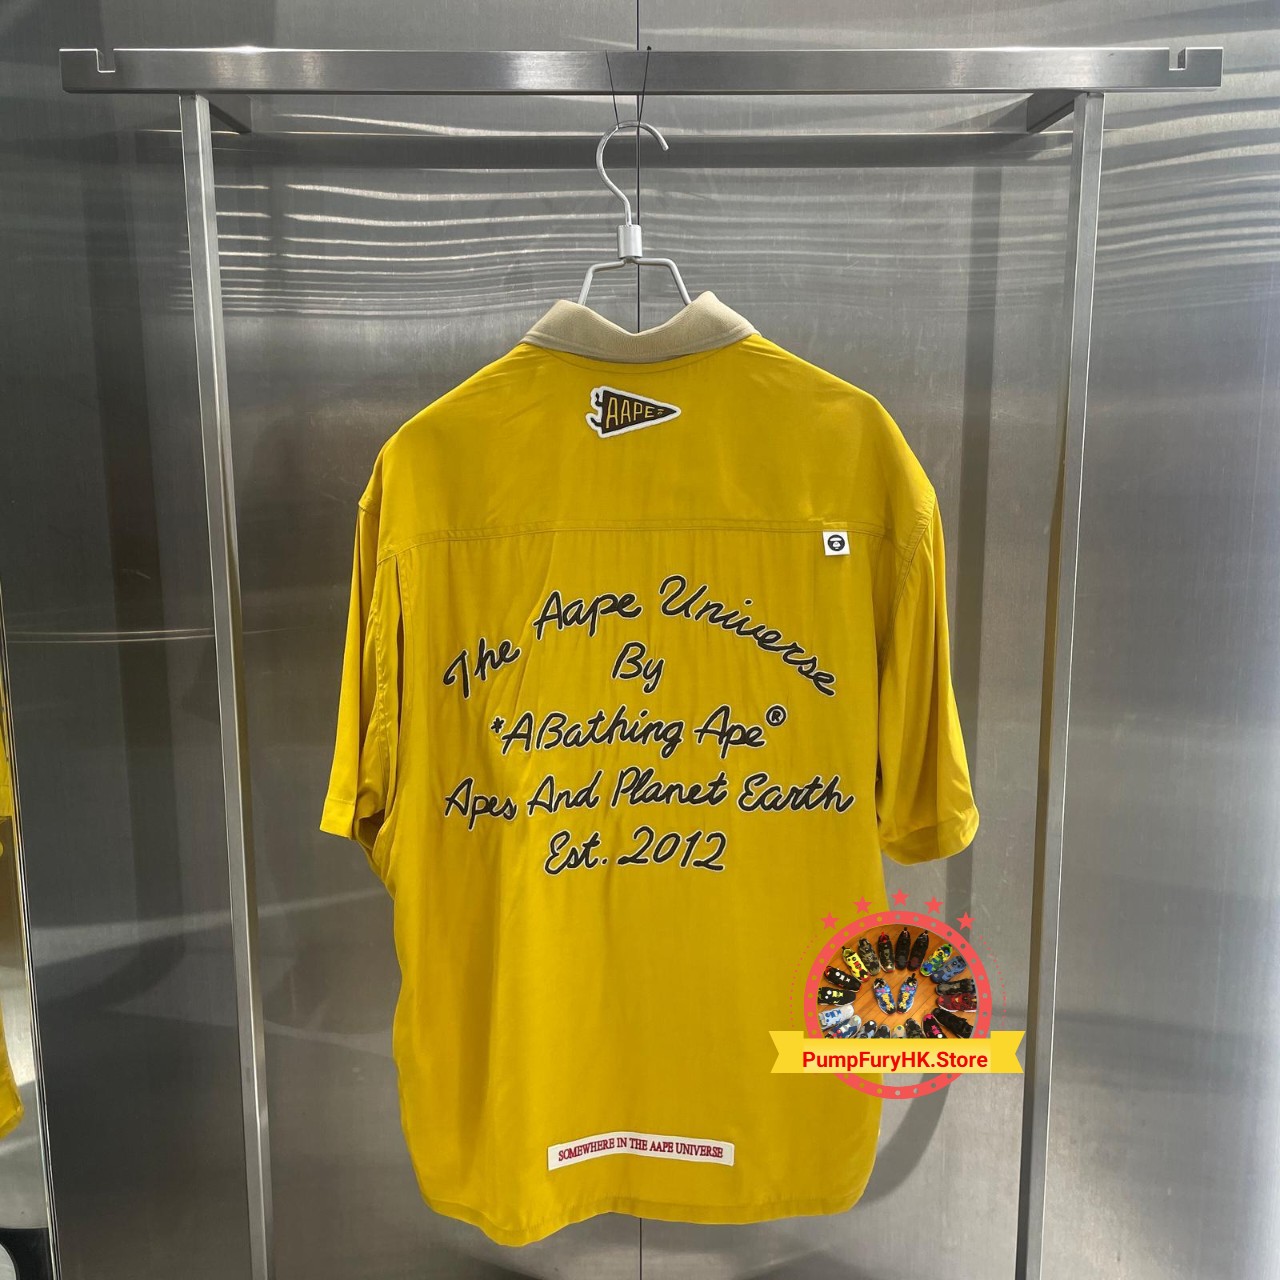 AAPE
The Aape Universe
By
*A Bathing Ape®
Apes And Planet Earth
Est. 2012
PumpFuryHK.Store
SOMEWHERE IN THE AAPE UNIVERSE